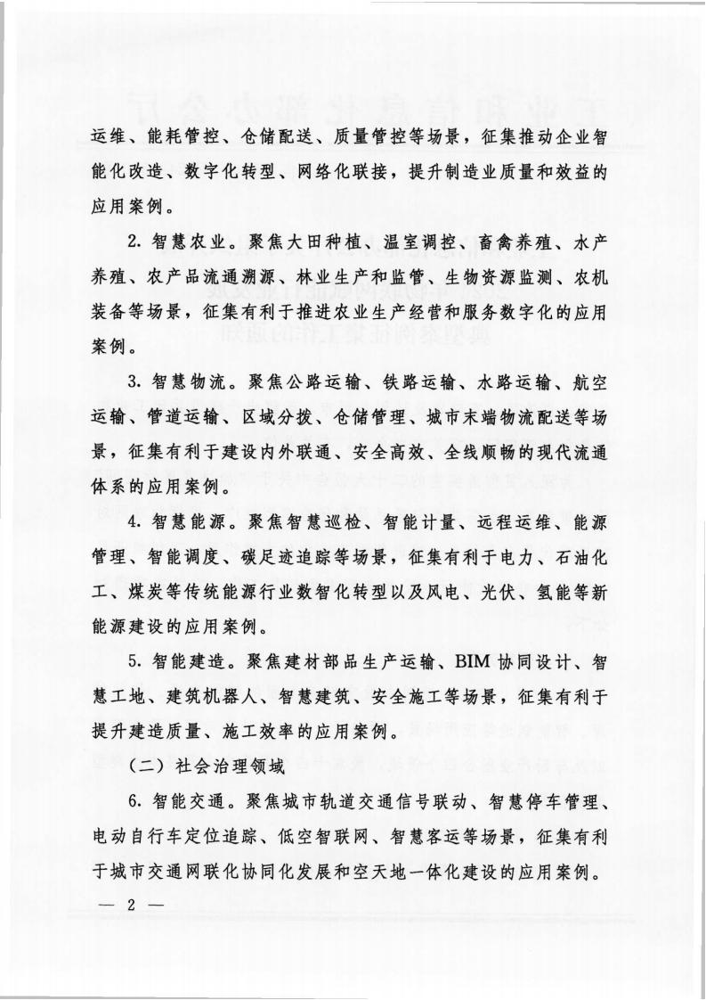 运维、能耗管控、仓储配送、质量管控等场景，征集推动企业智
能化改造、数字化转型、网络化联接，提升制造业质量和效益的
应用案例。
2. 智慧农业。聚焦大田种植、温室调控、畜禽养殖、水产
养殖、农产品流通溯源、林业生产和监管、生物资源监测、农机
装备等场景，征集有利于推进农业生产经营和服务数字化的应用
案例。
3. 智慧物流。聚焦公路运输、铁路运输、水路运输、航空
运输、管道运输、区域分拨、仓储管理、城市末端物流配送等场
景，征集有利于建设内外联通、安全高效、全线顺畅的现代流通
体系的应用案例。
4. 智慧能源。聚焦智慧巡检、智能计量、远程运维、能源
管理、智能调度、碳足迹追踪等场景，征集有利于电力、石油化
工、煤炭等传统能源行业数智化转型以及风电、光伏、氢能等新
能源建设的应用案例。
5. 智能建造。聚焦建材部品生产运输、BIM 协同设计、智
慧工地、建筑机器人、智慧建筑、安全施工等场景，征集有利于
提升建造质量、施工效率的应用案例。
（二）社会治理领域
6. 智能交通。聚焦城市轨道交通信号联动、智慧停车管理、
电动自行车定位追踪、低空智联网、智慧客运等场景，征集有利
于城市交通网联化协同化发展和空天地一体化建设的应用案例。
— 2 —